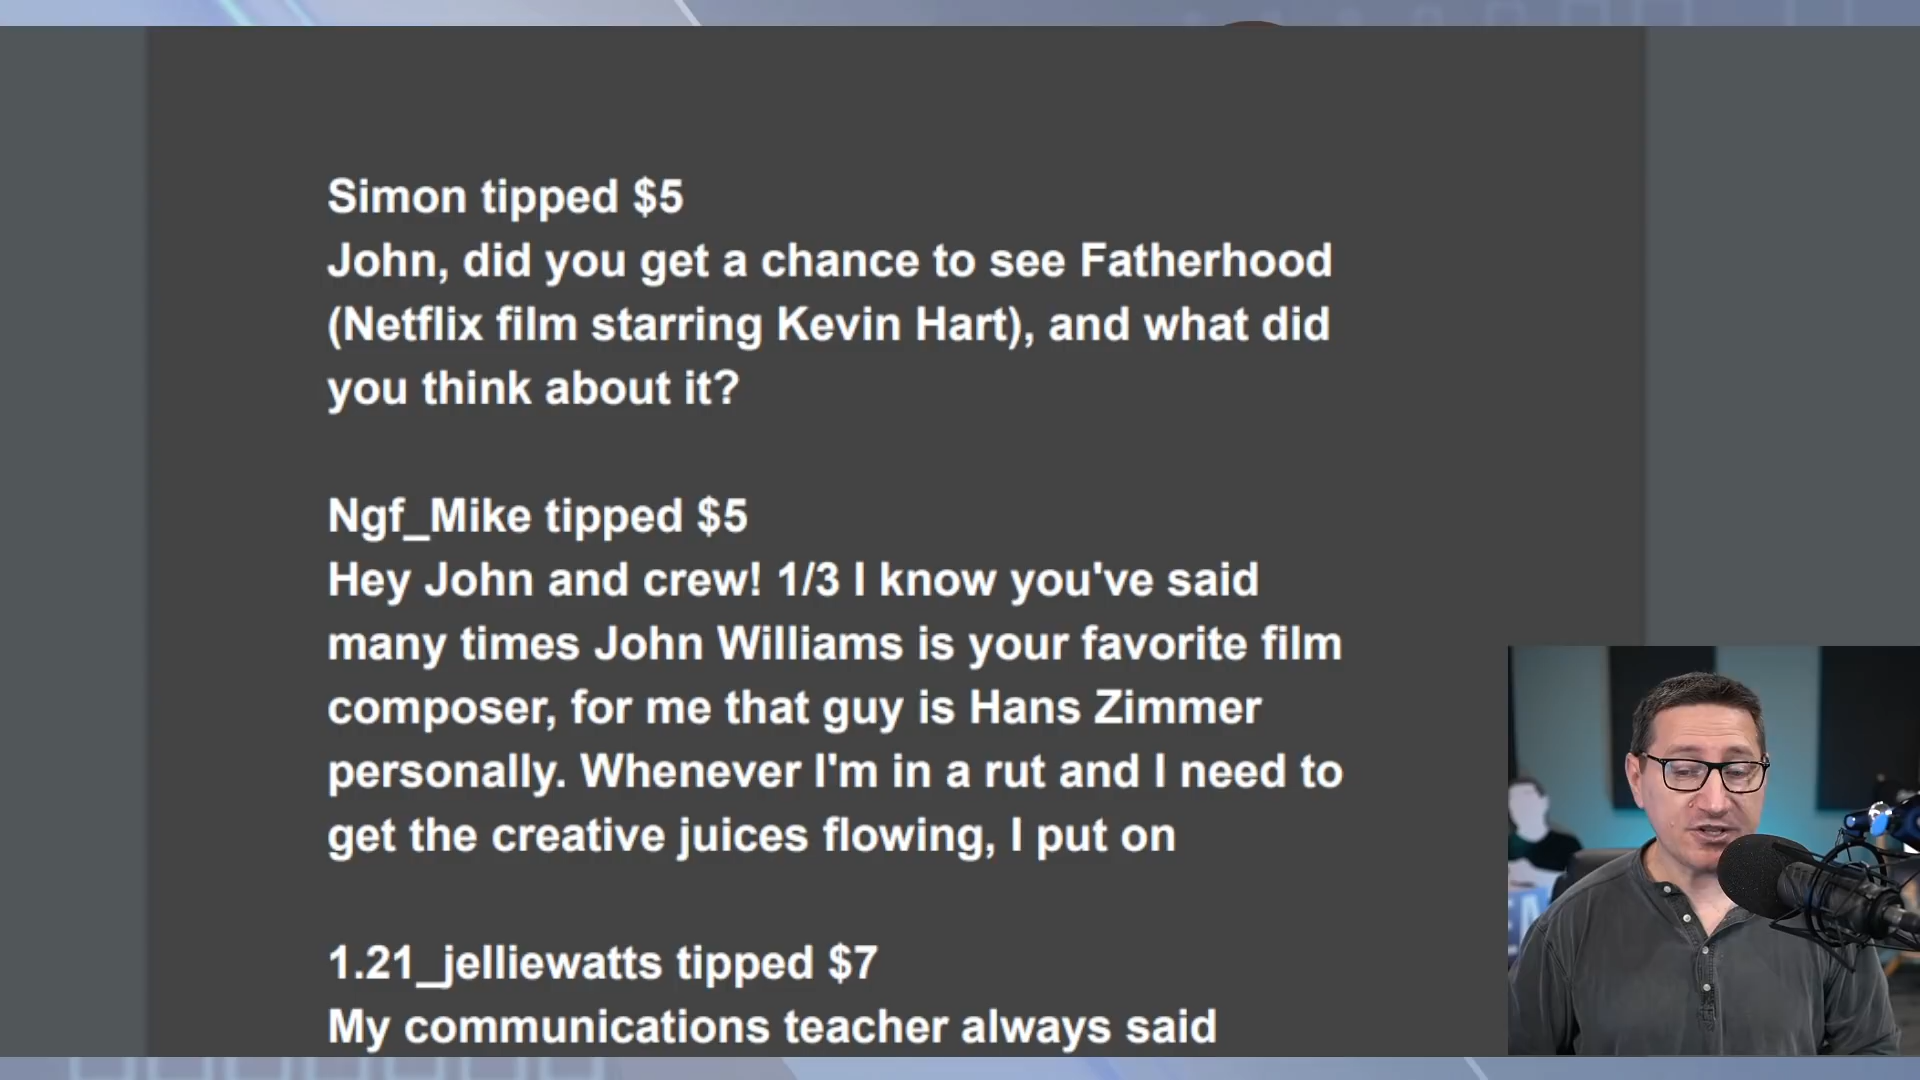 Simon tipped $5
John, did you get a chance to see Fatherhood
(Netflix film starring Kevin Hart), and what did
you think about it?
Ngf_Mike tipped $5
Hey John and crew! 1/3 I know you've said
many times John Williams is your favorite film
composer, for me that guy is Hans Zimmer
personally. Whenever I'm in a rut and I need to
get the creative juices flowing, I put on
1.21_jelliewatts tipped $7
My communications teacher always said